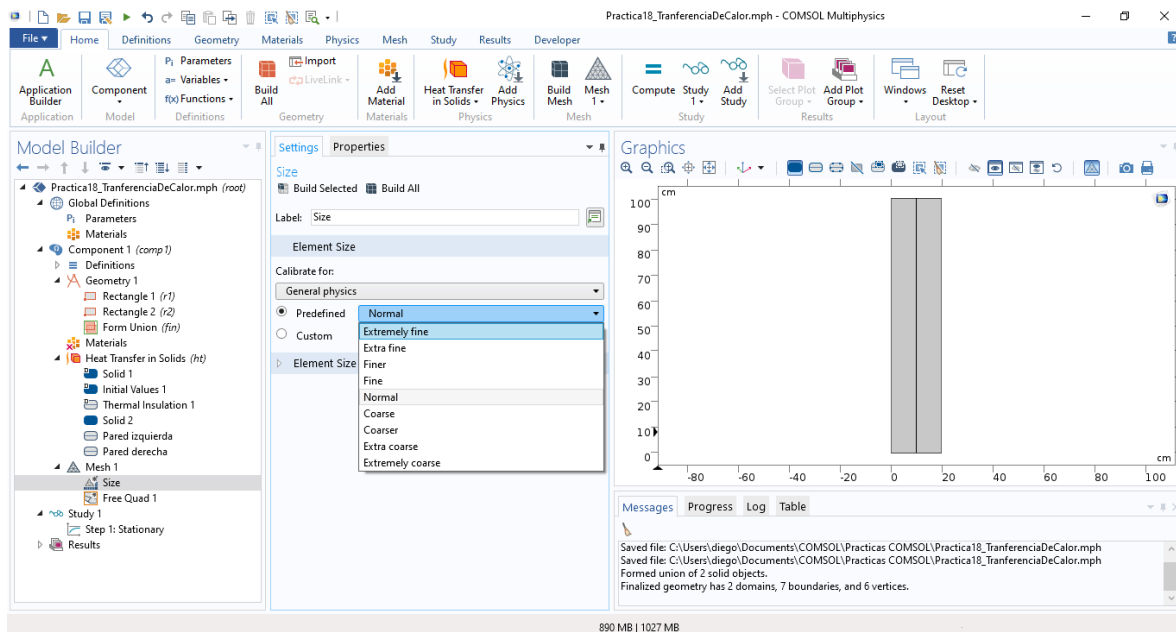 Practica18_TranferenciaDeCalor.mph - COMSOL Multiphysics
File Home Definitions Geometry Materials Physics Mesh Study Results Developer
A Application Builder
Component
Pi Parameters
a= Variables
f(x) Functions
Build All
Import
LiveLink
Add Material
Heat Transfer in Solids
Add Physics
Build Mesh
Mesh 1
Compute
Study 1
Add Study
Select Plot Group
Add Plot Group
Windows
Reset Desktop
Application Model Definitions Geometry Materials Physics Mesh Study Results Layout
Model Builder
Practica18_TranferenciaDeCalor.mph (root)
Global Definitions
Pi Parameters
Materials
Component 1 (comp1)
Definitions
Geometry 1
Rectangle 1 (r1)
Rectangle 2 (r2)
Form Union (fin)
Materials
Heat Transfer in Solids (ht)
Solid 1
Initial Values 1
Thermal Insulation 1
Solid 2
Pared izquierda
Pared derecha
Mesh 1
Size
Free Quad 1
Study 1
Step 1: Stationary
Results
Settings Properties
Size
Build Selected Build All
Label: Size
Element Size
Calibrate for:
General physics
Predefined Normal
Custom
Element Size
Extremely fine
Extra fine
Finer
Fine
Normal
Coarse
Coarser
Extra coarse
Extremely coarse
Graphics
cm
100
90
80
70
60
50
40
30
20
10
0
cm
-80 -60 -40 -20 0 20 40 60 80 100
Messages Progress Log Table
Saved file: C:\Users\diego\Documents\COMSOL\Practicas COMSOL\Practica18_TranferenciaDeCalor.mph
Saved file: C:\Users\diego\Documents\COMSOL\Practicas COMSOL\Practica18_TranferenciaDeCalor.mph
Formed union of 2 solid objects.
Finalized geometry has 2 domains, 7 boundaries, and 6 vertices.
890 MB | 1027 MB